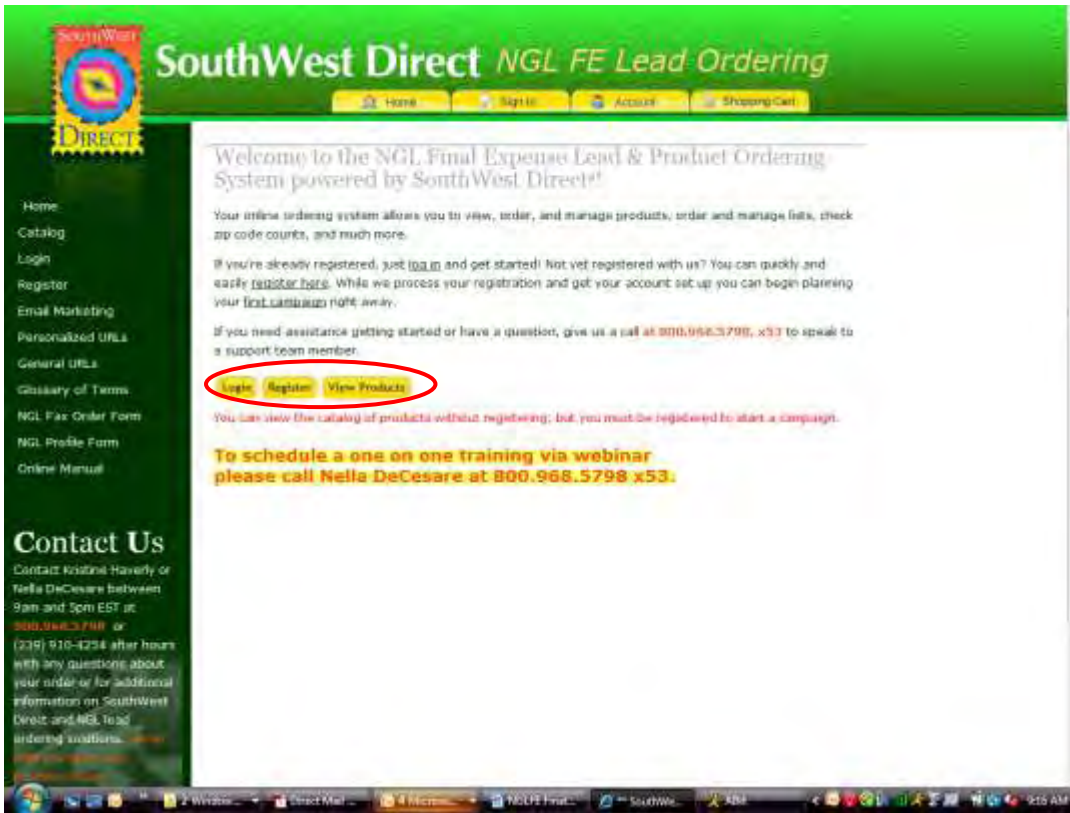 SouthWest
DIRECT
SouthWest Direct NGL FE Lead Ordering
Home Sign In Account Shopping Cart
Home
Catalog
Login
Register
Email Marketing
Personalized URLs
General URLs
Glossary of Terms
NGL Fax Order Form
NGL Profile Form
Online Manual
Contact Us
Contact Kristine Haverly or
Nella DeCesare between
9am and 5pm EST at
800.968.5798 or
(239) 910-4254 after hours
with any questions about
your order or for additional
information on SouthWest
Direct and NGL lead
ordering solutions.
Welcome to the NGL Final Expense Lead & Product Ordering
System powered by SouthWest Direct
Your online ordering system allows you to view, order, and manage products, order and manage lists, check
zip code counts, and much more.
If you're already registered, just log in and get started! Not yet registered with us? You can quickly and
easily register here. While we process your registration and get your account set up you can begin planning
your first campaign right away.
If you need assistance getting started or have a question, give us a call at 800.968.5798, x53 to speak to
a support team member.
Login Register View Products
You can view the catalog of products without registering; but you must be registered to start a campaign.
To schedule a one on one training via webinar
please call Nella DeCesare at 800.968.5798 x53.
2 Window... Direct Mail ... 4 Micros... SouthWe... 9:16 AM